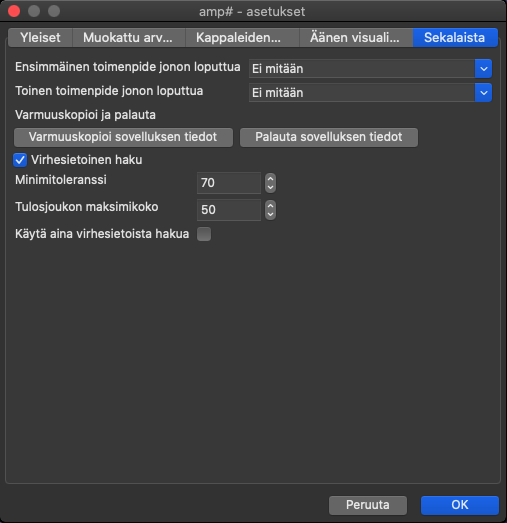 amp# - asetukset
Yleiset Muokattu arv... Kappaleiden... Äänen visuali... Sekalaista
Ensimmäinen toimenpide jonon loputtua Ei mitään
Toinen toimenpide jonon loputtua Ei mitään
Varmuuskopioi ja palauta
Varmuuskopioi sovelluksen tiedot Palauta sovelluksen tiedot
Virhesietoinen haku
Minimitoleranssi 70
Tulosjoukon maksimikoko 50
Käytä aina virhesietoista hakua
Peruuta OK